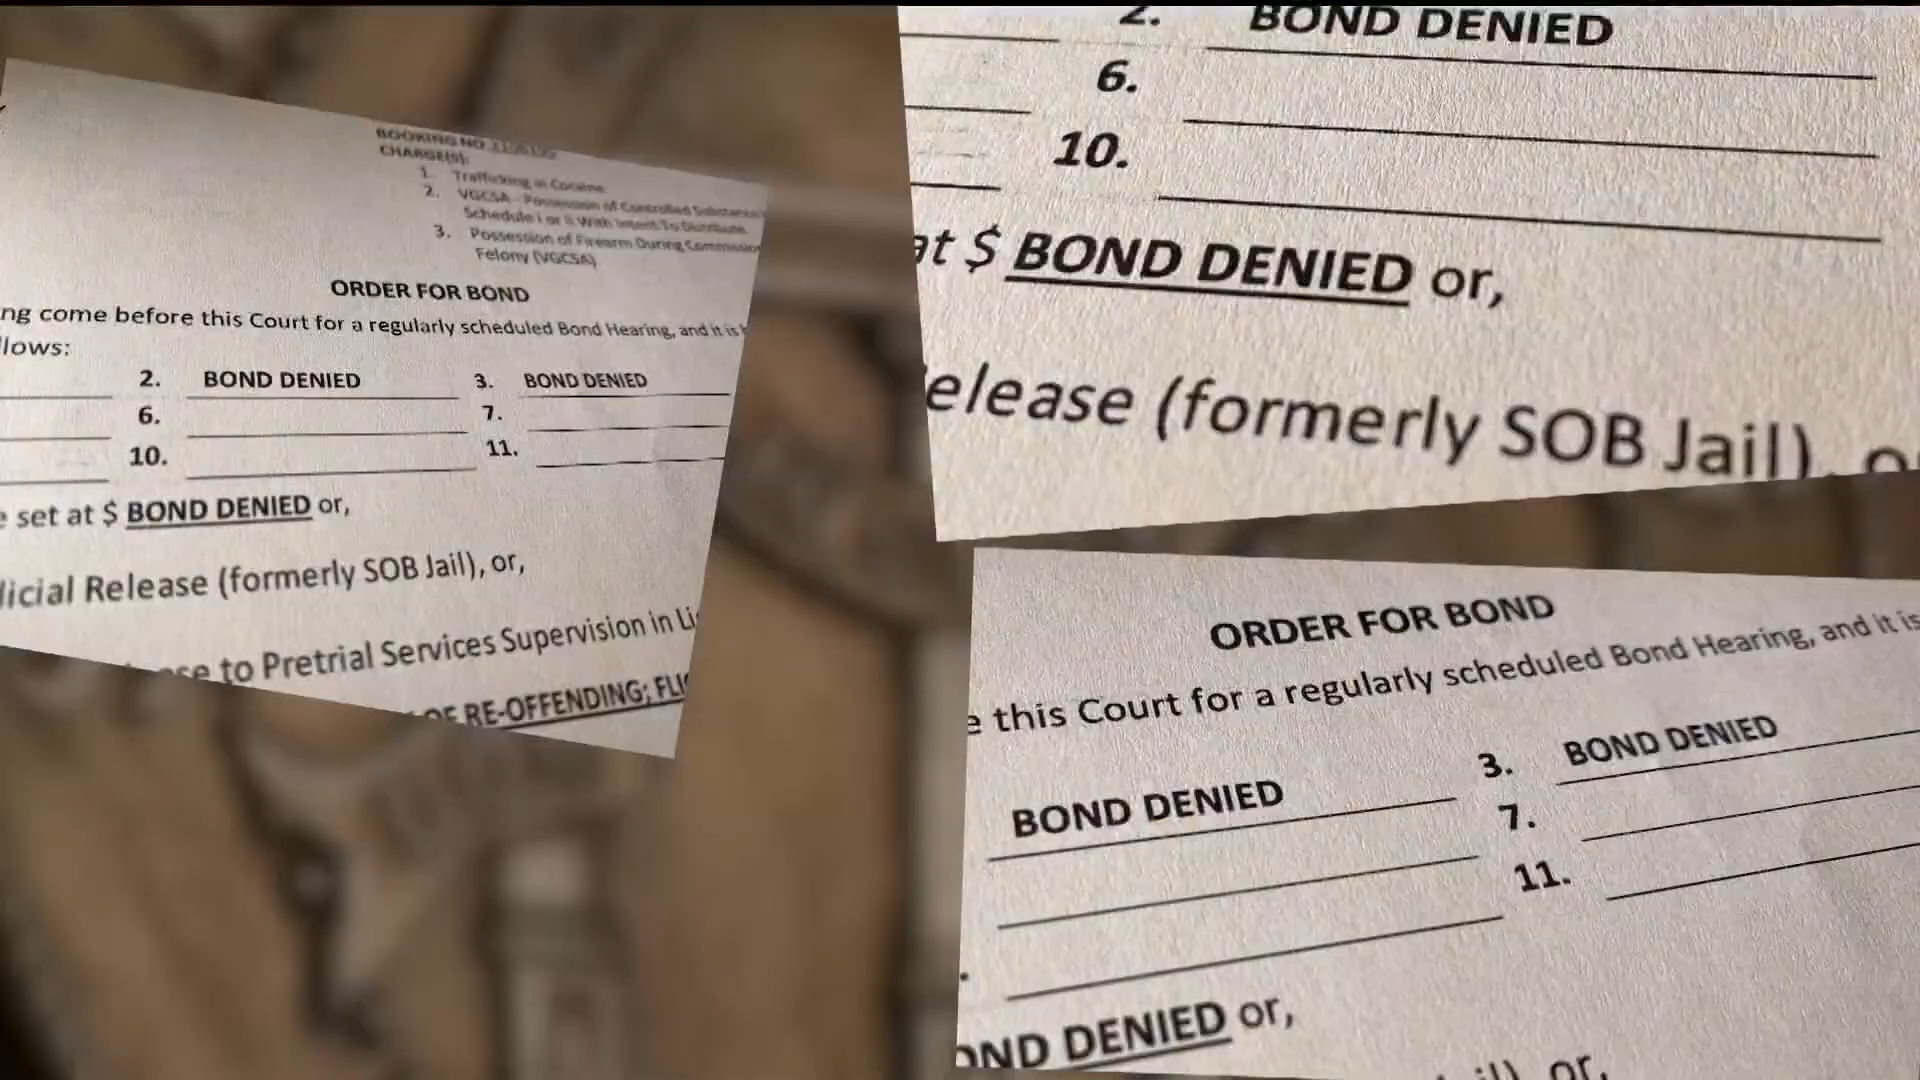 BOOKING NO.
CHARGE(S):
1. Trafficking in Cocaine
2. VGCSA - Possession of Controlled Substance
Schedule I or II With Intent To Distribute
3. Possession of Firearm During Commission
Felony (VGCSA)
ORDER FOR BOND
ng come before this Court for a regularly scheduled Bond Hearing, and it is
llows:
2. BOND DENIED 3. BOND DENIED
6. 7.
10. 11.
e set at $ BOND DENIED or,
licial Release (formerly SOB Jail), or,
to Pretrial Services Supervision in
OF RE-OFFENDING;
2. BOND DENIED
6.
10.
at $ BOND DENIED or,
elease (formerly SOB Jail), o
ORDER FOR BOND
e this Court for a regularly scheduled Bond Hearing, and it is
BOND DENIED 3. BOND DENIED
7.
11.
OND DENIED or,
or,